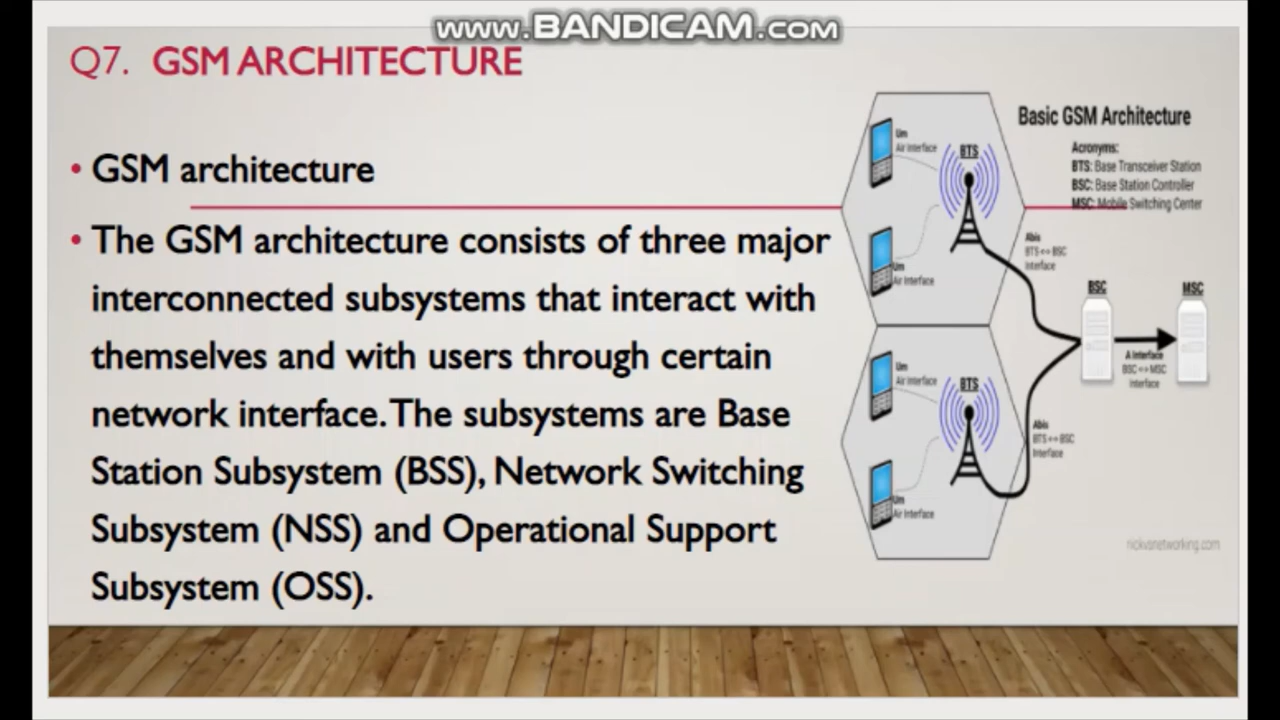 www.BANDICAM.com
Q7. GSM ARCHITECTURE
• GSM architecture
• The GSM architecture consists of three major
interconnected subsystems that interact with
themselves and with users through certain
network interface. The subsystems are Base
Station Subsystem (BSS), Network Switching
Subsystem (NSS) and Operational Support
Subsystem (OSS).
Basic GSM Architecture
Acronyms:
BTS: Base Transceiver Station
BSC: Base Station Controller
MSC: Mobile Switching Center
Um
Air Interface
BTS
Um
Air Interface
Abis
BTS <-> BSC
Interface
BSC
MSC
A Interface
BSC <-> MSC
Interface
Um
Air Interface
BTS
Abis
BTS <-> BSC
Interface
Um
Air Interface
nickvsnetworking.com